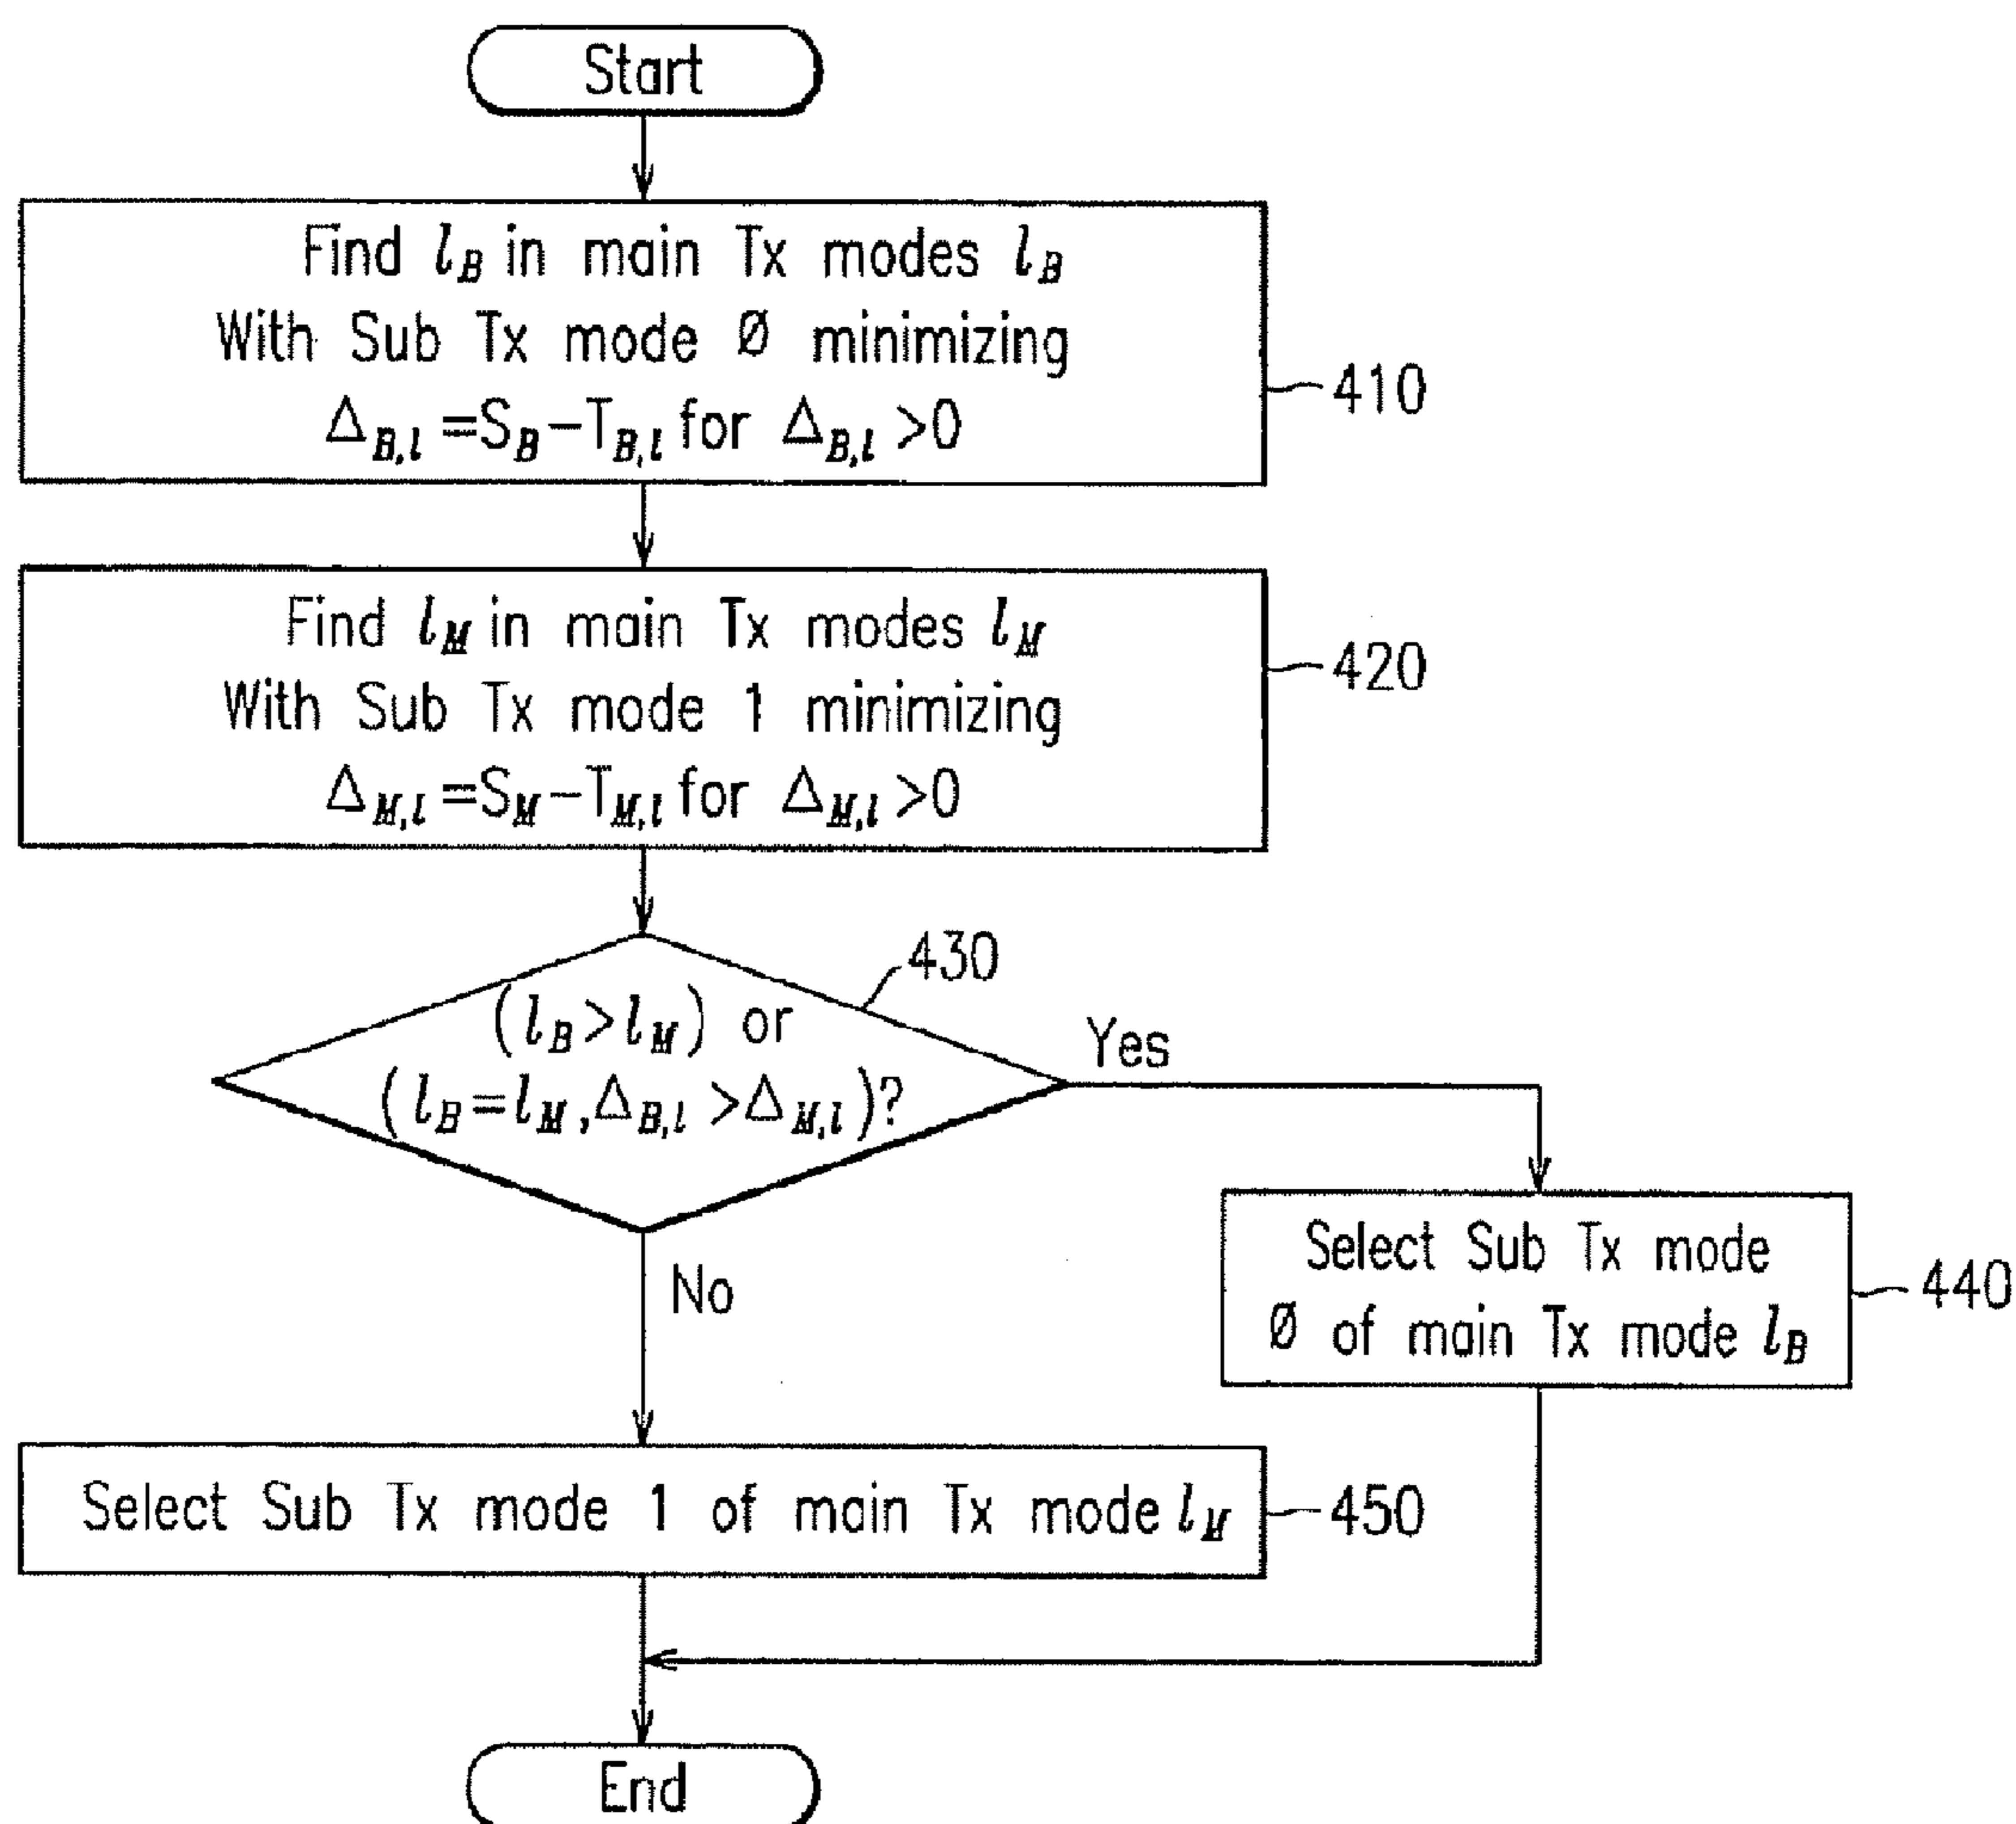 Start
Find l_B in main Tx modes l_B
With Sub Tx mode Ø minimizing
Δ_B,l =S_B−T_B,l for Δ_B,l >0
410
Find l_M in main Tx modes l_M
With Sub Tx mode 1 minimizing
Δ_M,l =S_M−T_M,l for Δ_M,l >0
420
430
(l_B>l_M) or
(l_B=l_M,Δ_B,l >Δ_M,l)?
Yes
No
Select Sub Tx mode
Ø of main Tx mode l_B
440
Select Sub Tx mode 1 of main Tx mode l_M
450
End